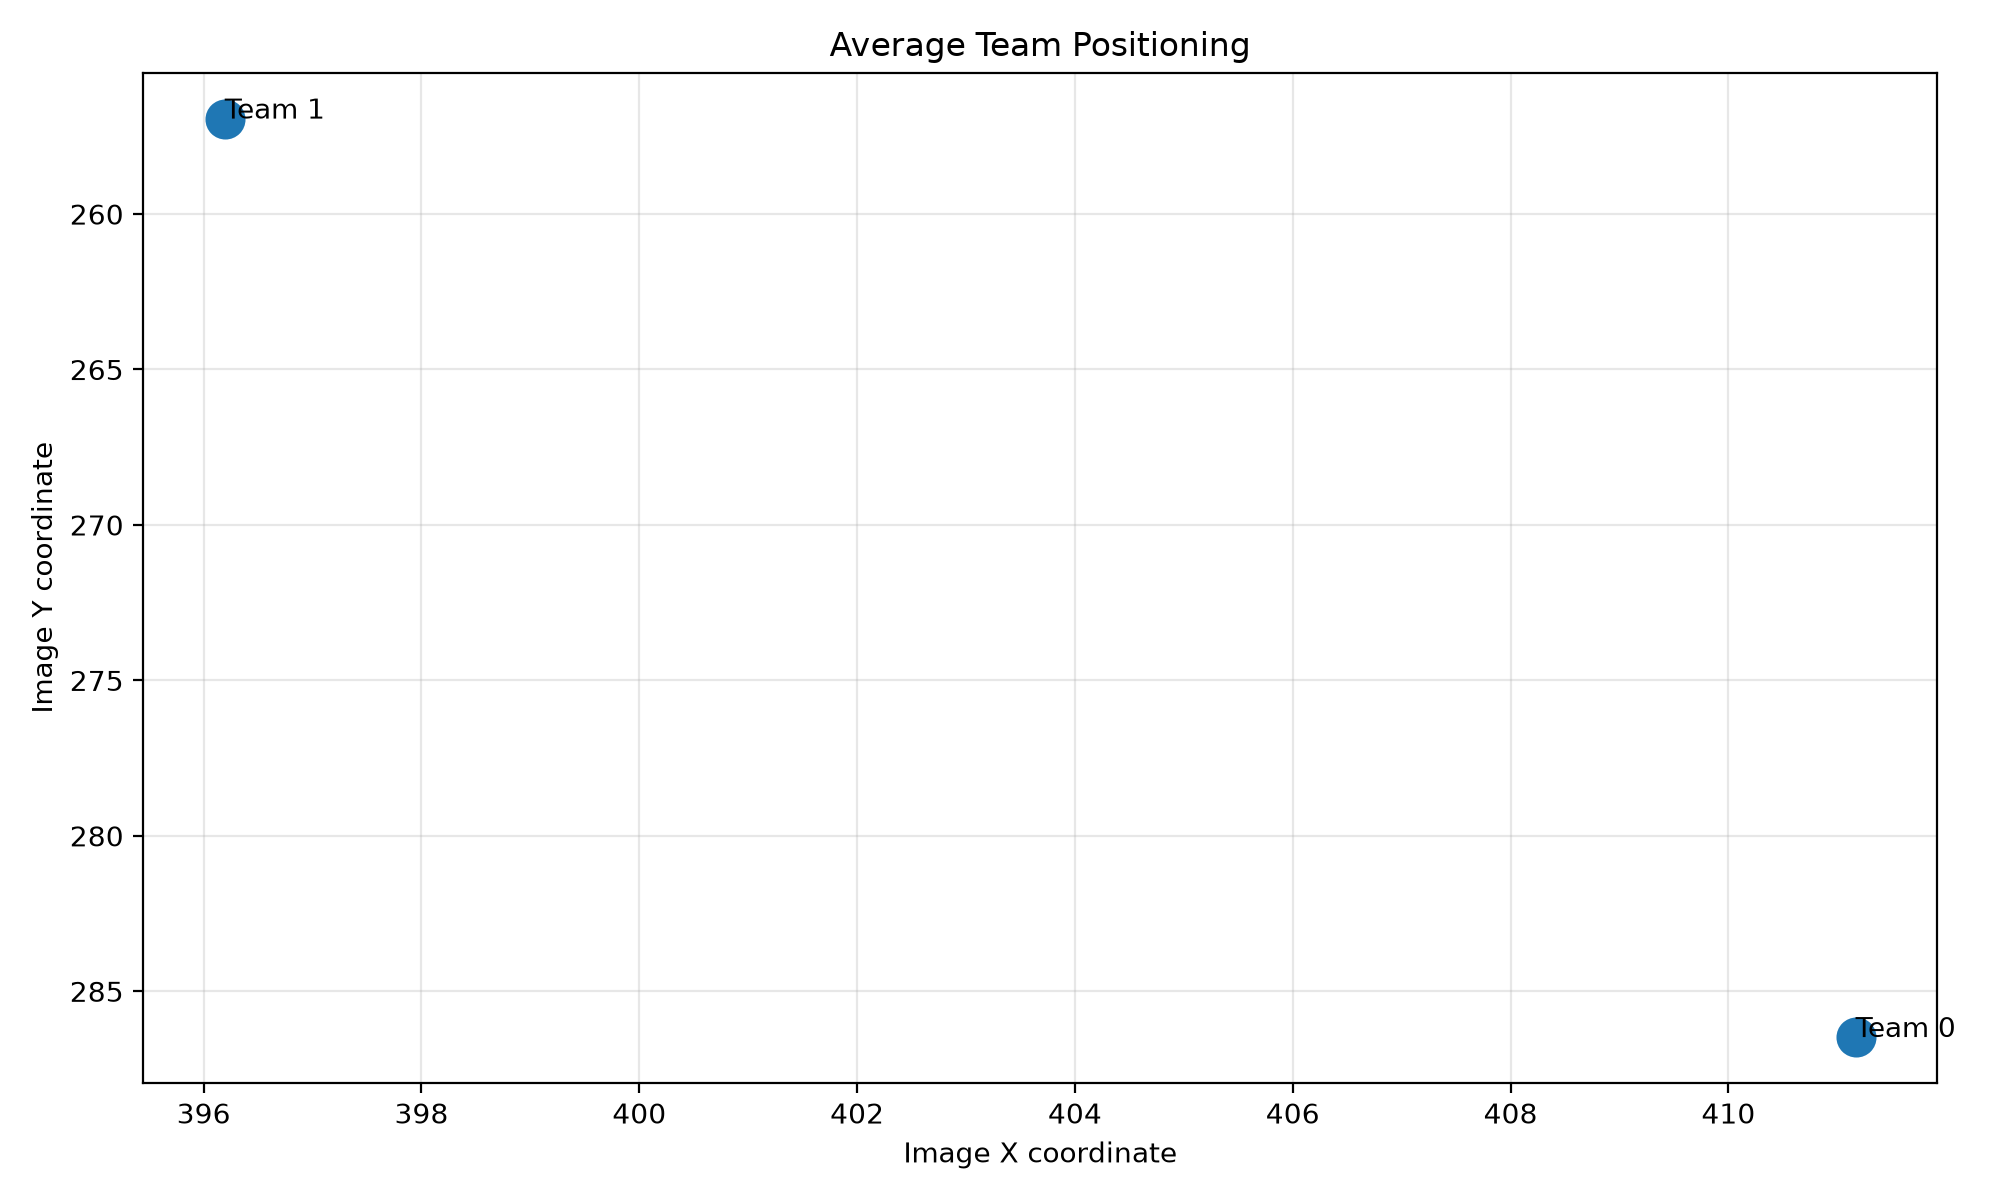 Average Team Positioning
Team 1
260
265
270
275
280
285
Image Y coordinate
Team 0
396 398 400 402 404 406 408 410
Image X coordinate